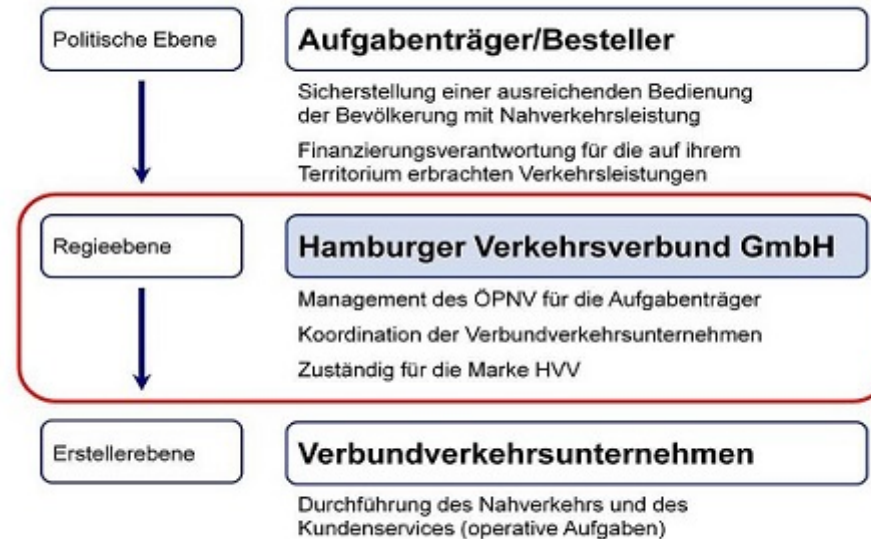 Politische Ebene
Aufgabenträger/Besteller
Sicherstellung einer ausreichenden Bedienung
der Bevölkerung mit Nahverkehrsleistung
Finanzierungsverantwortung für die auf ihrem
Territorium erbrachten Verkehrsleistungen
Regieebene
Hamburger Verkehrsverbund GmbH
Management des ÖPNV für die Aufgabenträger
Koordination der Verbundverkehrsunternehmen
Zuständig für die Marke HVV
Erstellerebene
Verbundverkehrsunternehmen
Durchführung des Nahverkehrs und des
Kundenservices (operative Aufgaben)